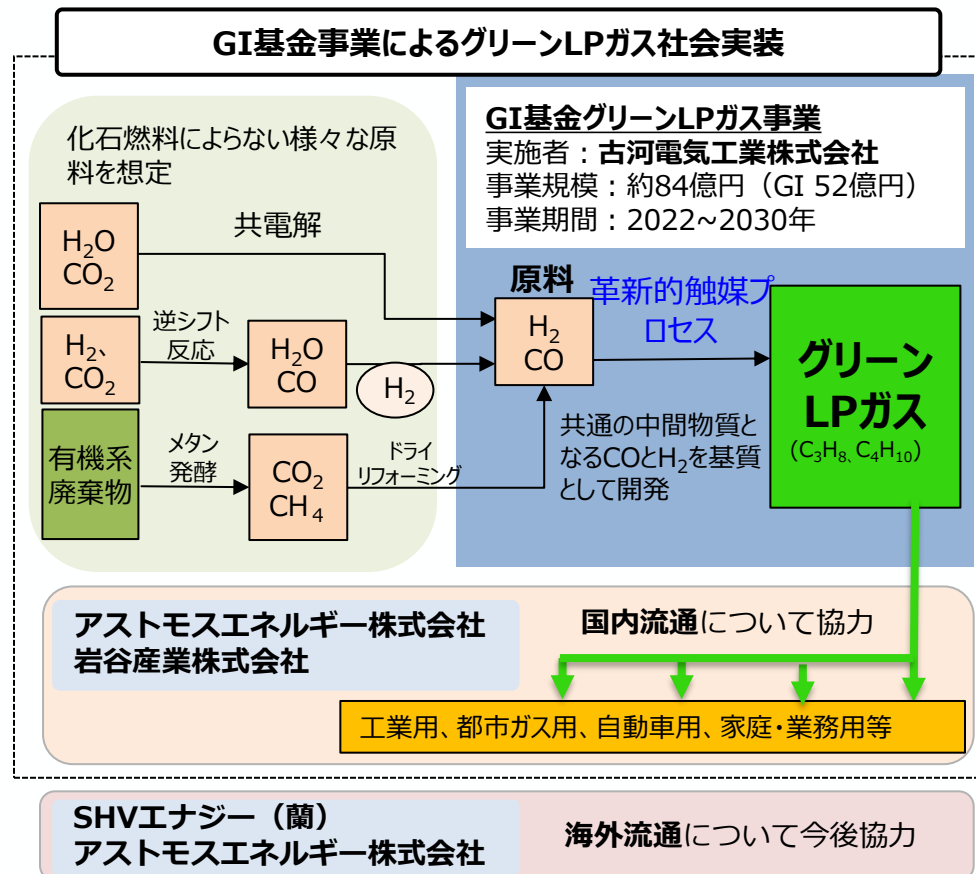 GI基金事業によるグリーンLPガス社会実装
化石燃料によらない様々な原
料を想定
GI基金グリーンLPガス事業
実施者：古河電気工業株式会社
事業規模：約84億円（GI 52億円）
事業期間：2022~2030年
H₂O
CO₂
共電解
H₂、
CO₂
逆シフト
反応
H₂O
CO
H₂
有機系
廃棄物
メタン
発酵
CO₂
CH₄
ドライ
リフォーミング
原料
H₂
CO
革新的触媒プ
ロセス
共通の中間物質と
なるCOとH₂を基質
として開発
グリーン
LPガス
(C₃H₈、C₄H₁₀)
アストモスエネルギー株式会社
岩谷産業株式会社
国内流通について協力
工業用、都市ガス用、自動車用、家庭・業務用等
SHVエナジー（蘭）
アストモスエネルギー株式会社
海外流通について今後協力